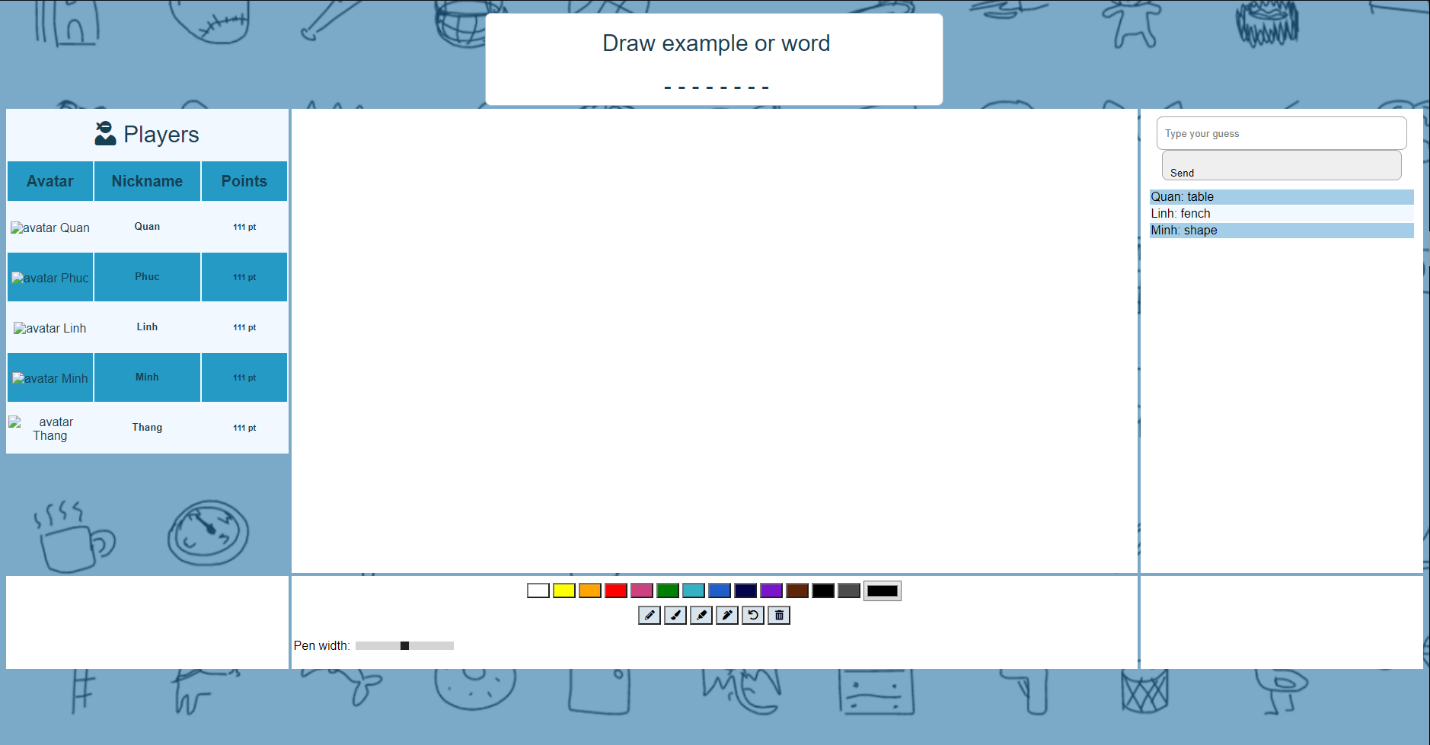 Draw example or word
- - - - - - - -
Players
Avatar Nickname Points
avatar Quan Quan 111 pt
avatar Phuc Phuc 111 pt
avatar Linh Linh 111 pt
avatar Minh Minh 111 pt
avatar
Thang Thang 111 pt
Type your guess
Send
Quan: table
Linh: fench
Minh: shape
Pen width: